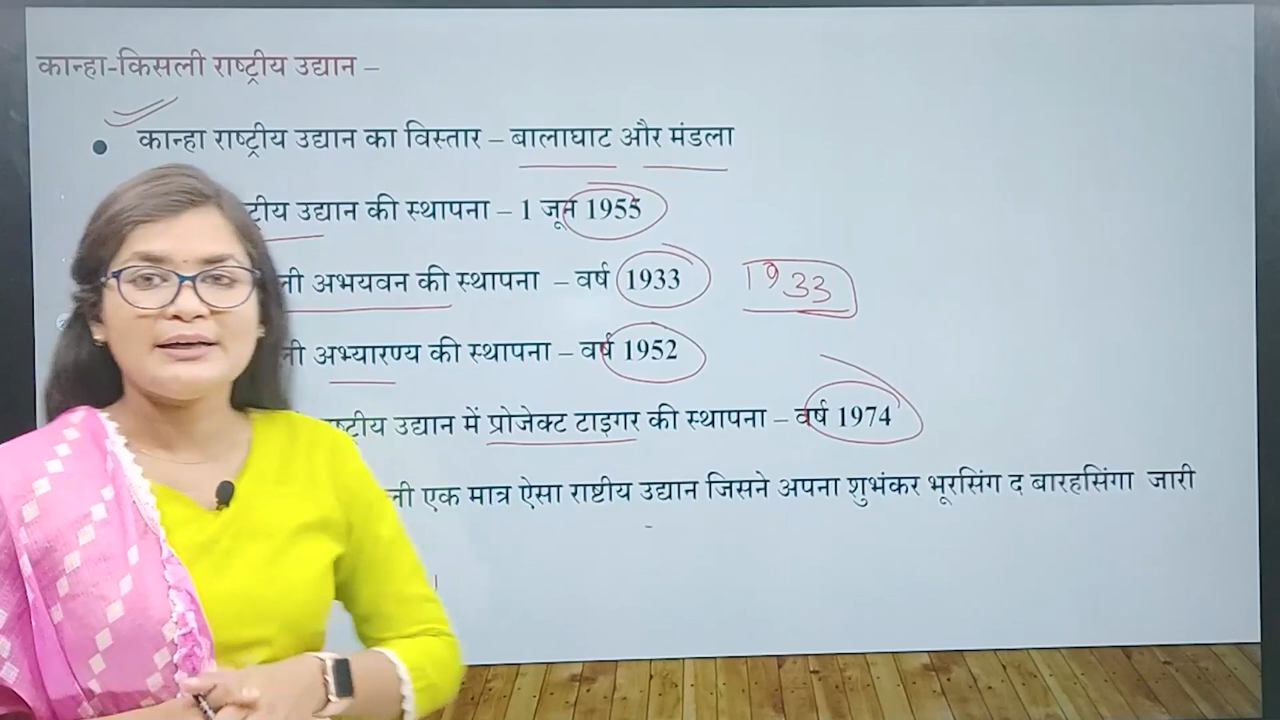 कान्हा-किसली राष्ट्रीय उद्यान –
कान्हा राष्ट्रीय उद्यान का विस्तार – बालाघाट और मंडला
उद्यान की स्थापना – 1 जून 1955
अभयवन की स्थापना – वर्ष 1933 1933
अभ्यारण्य की स्थापना – वर्ष 1952
उद्यान में प्रोजेक्ट टाइगर की स्थापना – वर्ष 1974
एक मात्र ऐसा राष्टीय उद्यान जिसने अपना शुभंकर भूरसिंग द बारहसिंगा जारी